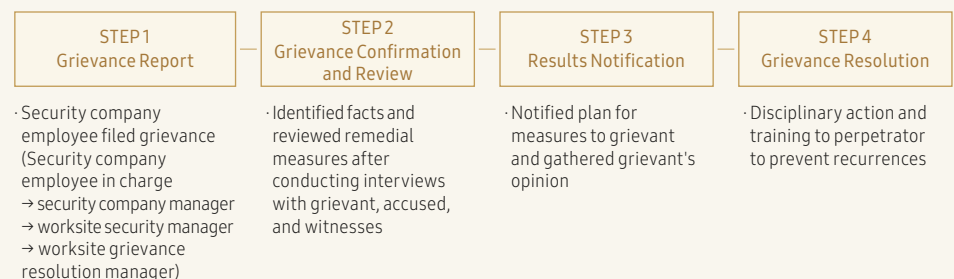 STEP 1
Grievance Report
· Security company
employee filed grievance
(Security company
employee in charge
→ security company manager
→ worksite security manager
→ worksite grievance
resolution manager)
STEP 2
Grievance Confirmation
and Review
· Identified facts and
reviewed remedial
measures after
conducting interviews
with grievant, accused,
and witnesses
STEP 3
Results Notification
· Notified plan for
measures to grievant
and gathered grievant's
opinion
STEP 4
Grievance Resolution
· Disciplinary action and
training to perpetrator
to prevent recurrences